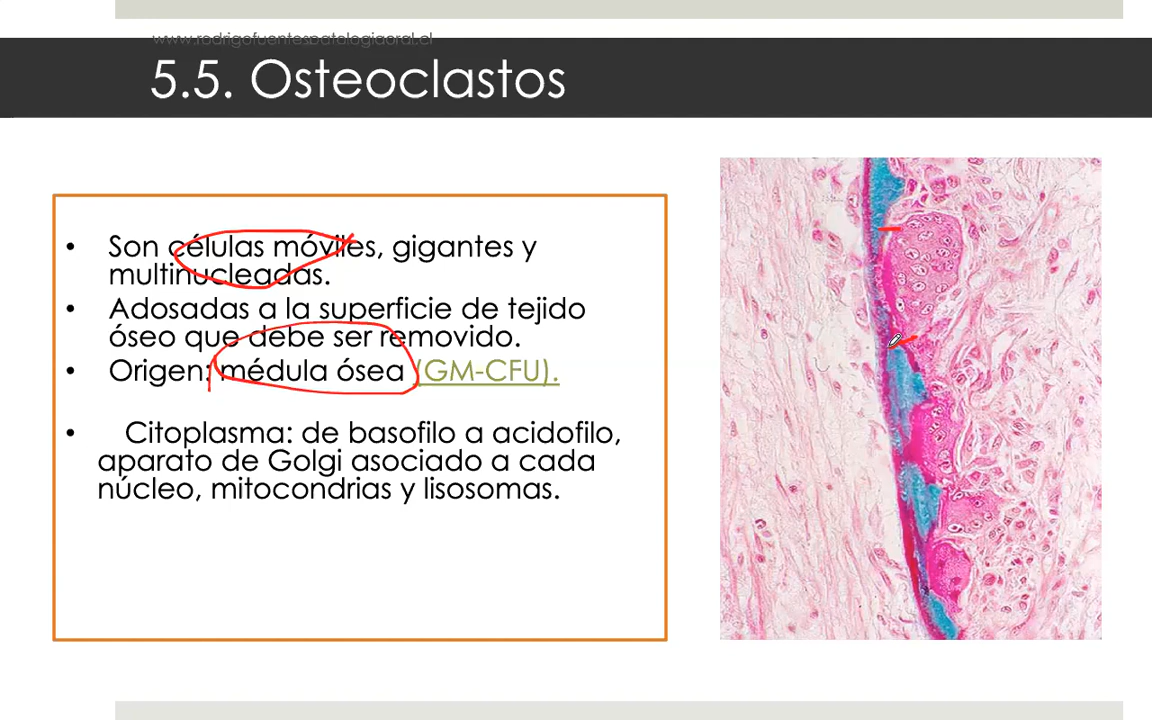 www.rodrigofuentespatologiaoral.cl
5.5. Osteoclastos
• Son células móviles, gigantes y
multinucleadas.
• Adosadas a la superficie de tejido
óseo que debe ser removido.
• Origen: médula ósea (GM-CFU).
• Citoplasma: de basofilo a acidofilo,
aparato de Golgi asociado a cada
núcleo, mitocondrias y lisosomas.